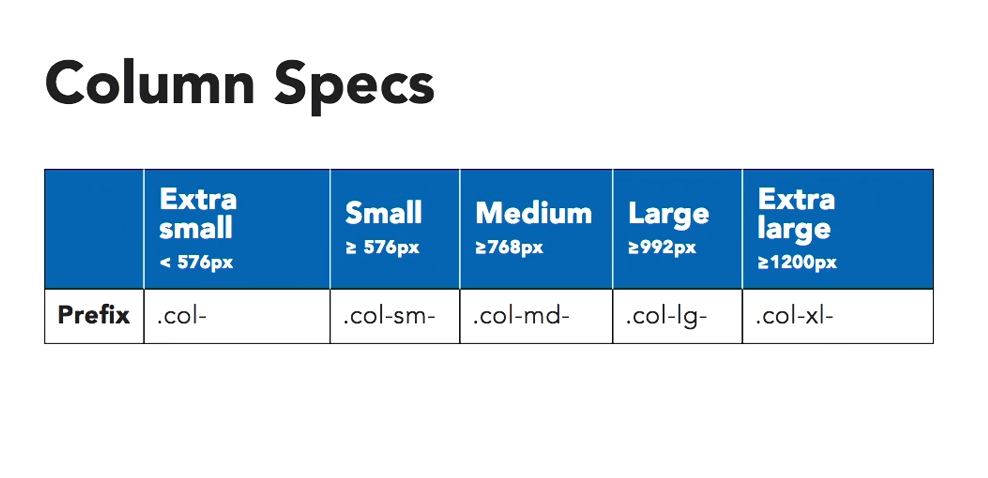 Column Specs
Extra
small
< 576px
Small
≥ 576px
Medium
≥768px
Large
≥992px
Extra
large
≥1200px
Prefix
.col-
.col-sm-
.col-md-
.col-lg-
.col-xl-